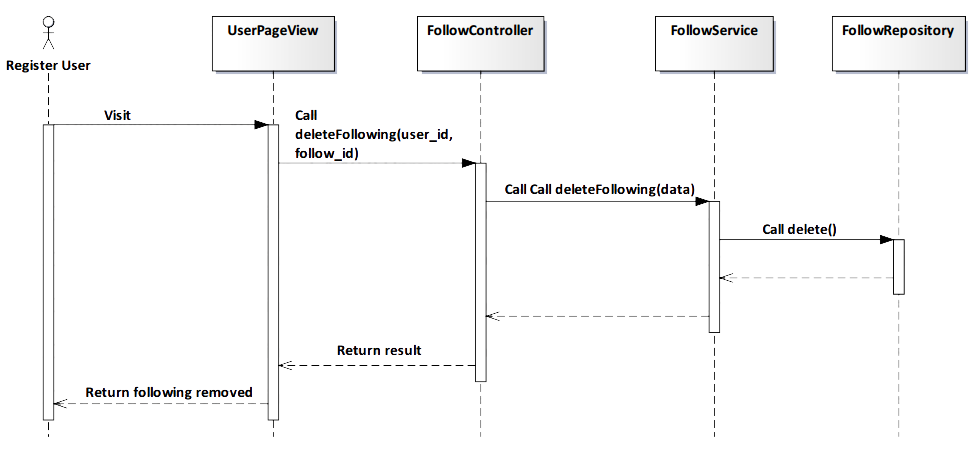 UserPageView
FollowController
FollowService
FollowRepository
Register User
Visit
Call
deleteFollowing(user_id,
follow_id)
Call Call deleteFollowing(data)
Call delete()
Return result
Return following removed